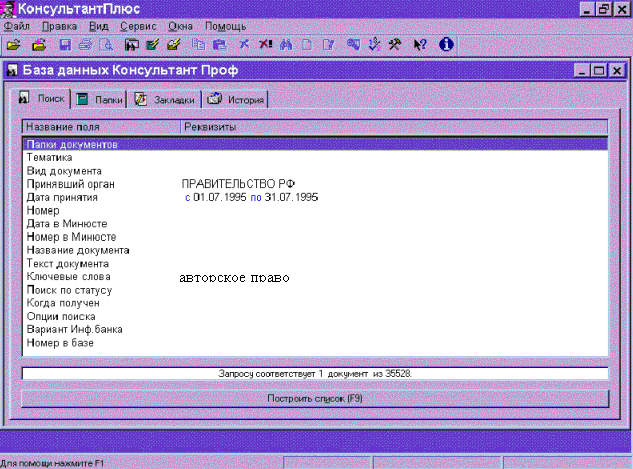 КонсультантПлюс
Файл Правка Вид Сервис Окна Помощь
База данных Консультант Проф
Поиск Папки Закладки История
Название поля Реквизиты
Папки документов
Тематика
Вид документа
Принявший орган ПРАВИТЕЛЬСТВО РФ
Дата принятия с 01.07.1995 по 31.07.1995
Номер
Дата в Минюсте
Номер в Минюсте
Название документа
Текст документа
Ключевые слова авторское право
Поиск по статусу
Когда получен
Опции поиска
Вариант Инф.банка
Номер в базе
Запросу соответствует 1 документ из 35528.
Построить список (F9)
Для помощи нажмите F1